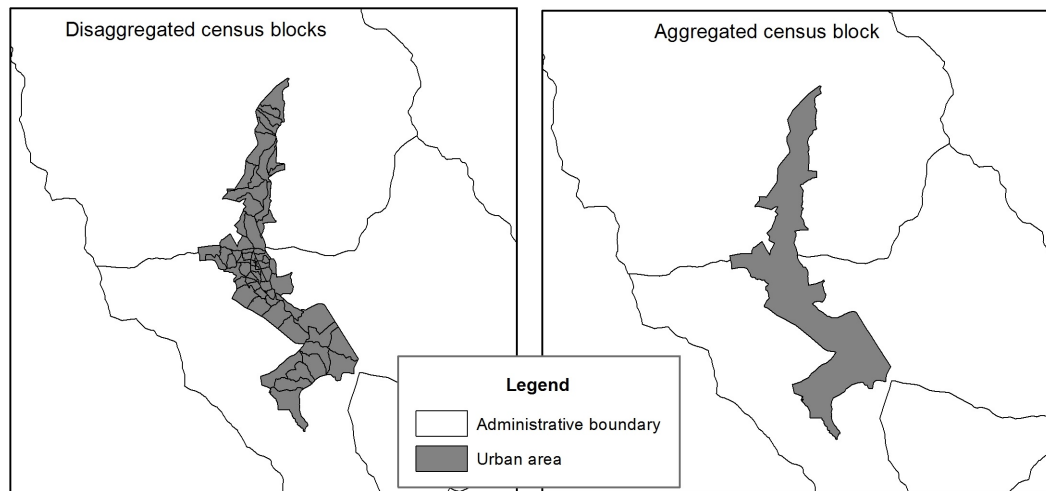 Disaggregated census blocks
Aggregated census block
Legend
Administrative boundary
Urban area